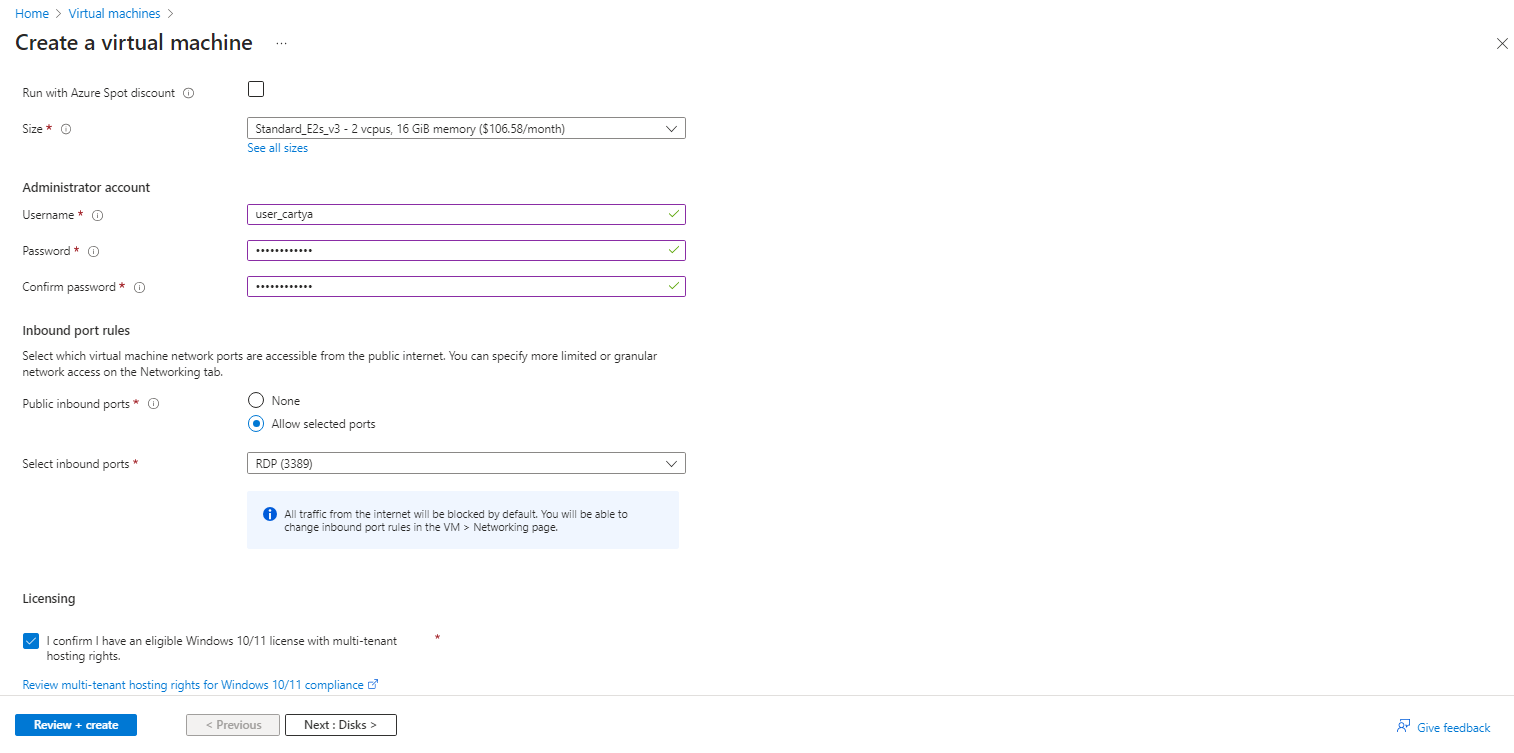 Home > Virtual machines >
Create a virtual machine ...
Run with Azure Spot discount
Size *
Standard_E2s_v3 - 2 vcpus, 16 GiB memory ($106.58/month)
See all sizes
Administrator account
Username *
user_cartya
Password *
••••••••••••
Confirm password *
••••••••••••
Inbound port rules
Select which virtual machine network ports are accessible from the public internet. You can specify more limited or granular
network access on the Networking tab.
Public inbound ports *
None
Allow selected ports
Select inbound ports *
RDP (3389)
All traffic from the internet will be blocked by default. You will be able to
change inbound port rules in the VM > Networking page.
Licensing
I confirm I have an eligible Windows 10/11 license with multi-tenant *
hosting rights.
Review multi-tenant hosting rights for Windows 10/11 compliance
Review + create
< Previous
Next : Disks >
Give feedback